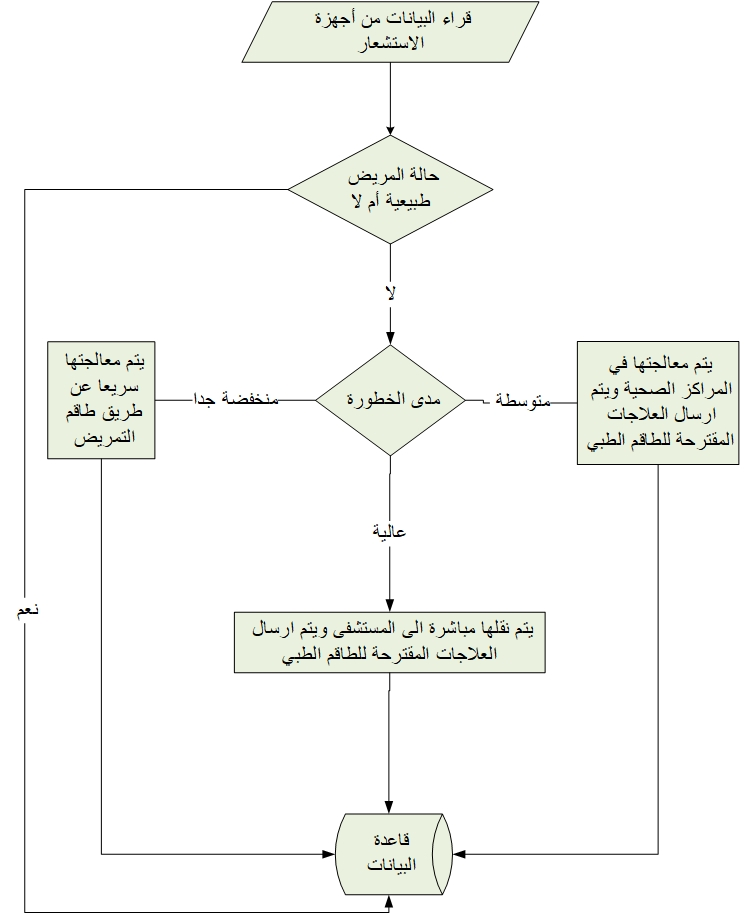 قراء البيانات من أجهزة
الاستشعار
حالة المريض
طبيعية أم لا
لا
مدى الخطورة
متوسطة
يتم معالجتها في
المراكز الصحية ويتم
ارسال العلاجات
المقترحة للطاقم الطبي
منخفضة جدا
يتم معالجتها
سريعا عن
طريق طاقم
التمريض
عالية
نعم
يتم نقلها مباشرة الى المستشفى ويتم ارسال
العلاجات المقترحة للطاقم الطبي
قاعدة
البيانات